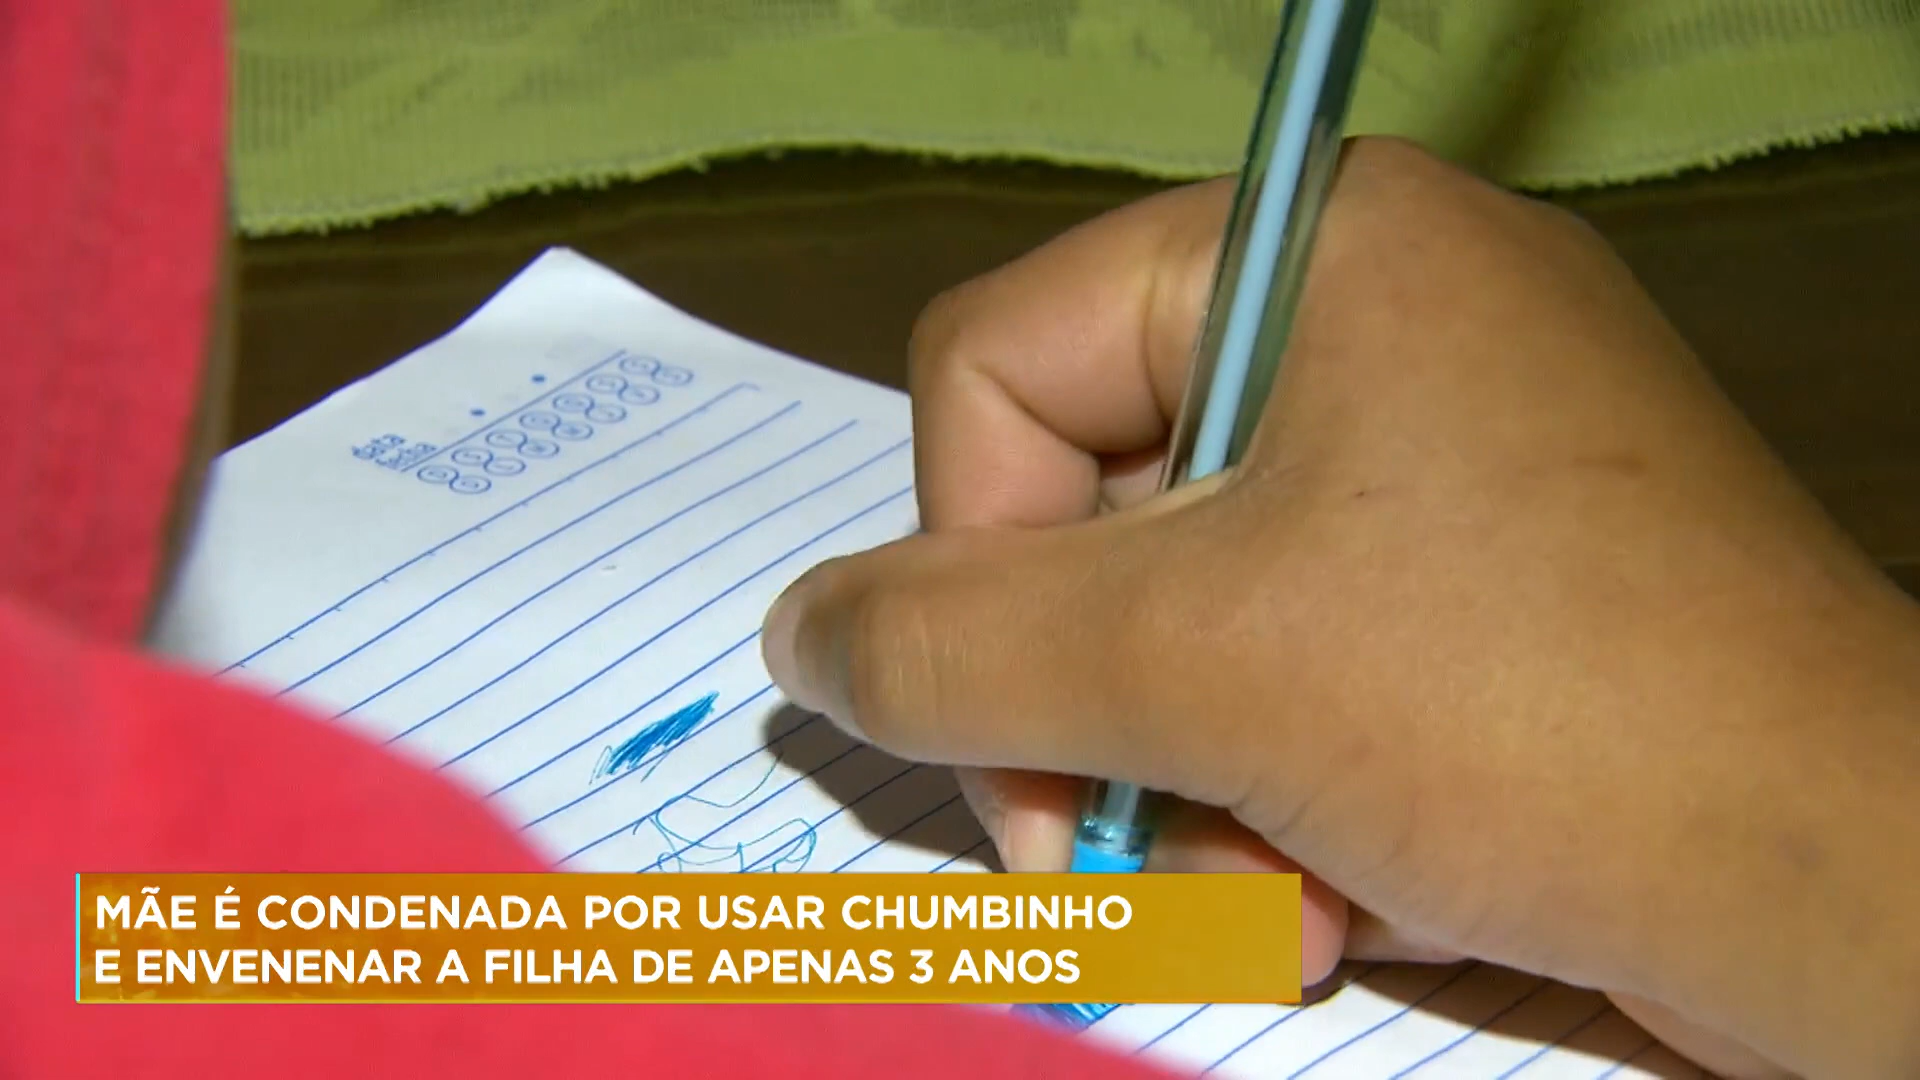 MÃE É CONDENADA POR USAR CHUMBINHO
E ENVENENAR A FILHA DE APENAS 3 ANOS